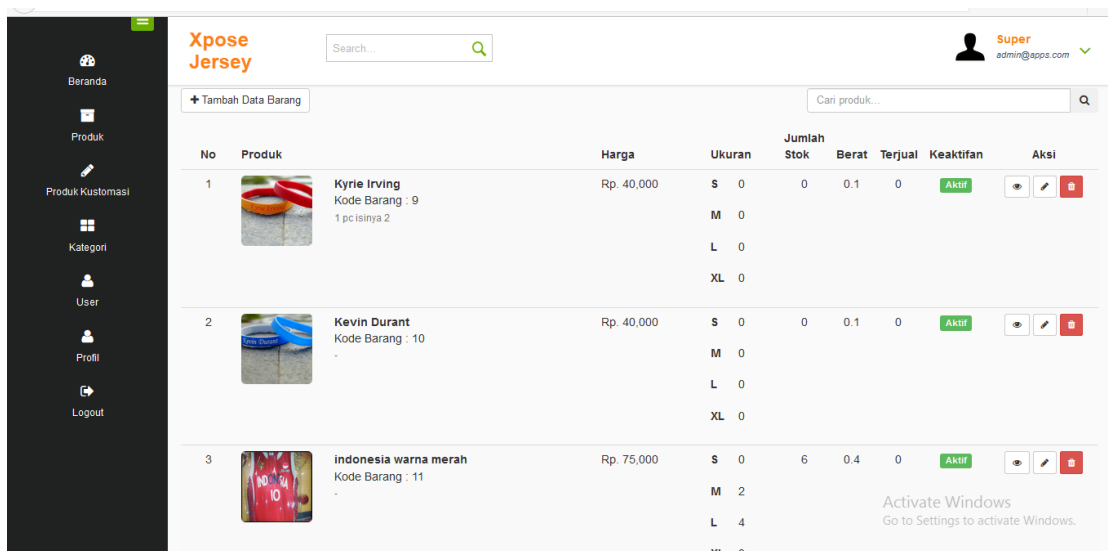 Xpose
Jersey
Search...
Super
admin@apps.com
Beranda
Produk
Produk Kustomasi
Kategori
User
Profil
Logout
+ Tambah Data Barang
Cari produk...
No Produk Harga Ukuran Jumlah Stok Berat Terjual Keaktifan Aksi
1 Kyrie Irving Rp. 40,000 S 0 0 0.1 0 Aktif
Kode Barang : 9
1 pc isinya 2
M 0
L 0
XL 0
2 Kevin Durant Rp. 40,000 S 0 0 0.1 0 Aktif
Kode Barang : 10
-
Kevin Durant
M 0
L 0
XL 0
3 indonesia warna merah Rp. 75,000 S 0 6 0.4 0 Aktif
Kode Barang : 11
-
INDONESIA
10
M 2
L 4
Activate Windows
Go to Settings to activate Windows.